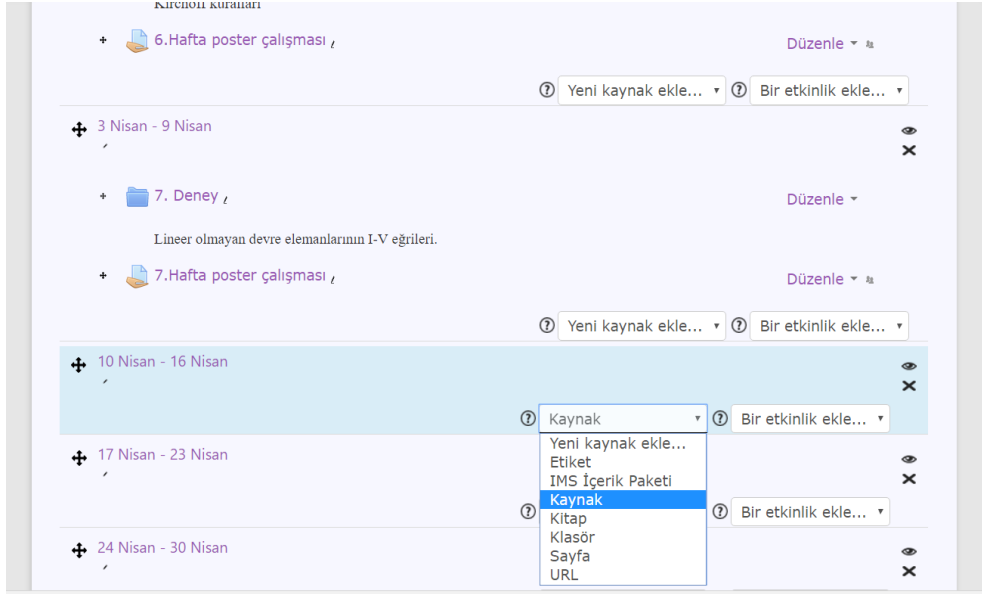 Kirchoff kuralları
6.Hafta poster çalışması
Düzenle
Yeni kaynak ekle... Bir etkinlik ekle...
3 Nisan - 9 Nisan
7. Deney
Düzenle
Lineer olmayan devre elemanlarının I-V eğrileri.
7.Hafta poster çalışması
Düzenle
Yeni kaynak ekle... Bir etkinlik ekle...
10 Nisan - 16 Nisan
Kaynak Bir etkinlik ekle...
Yeni kaynak ekle...
Etiket
IMS İçerik Paketi
Kaynak
Kitap
Klasör
Sayfa
URL
17 Nisan - 23 Nisan
Bir etkinlik ekle...
24 Nisan - 30 Nisan